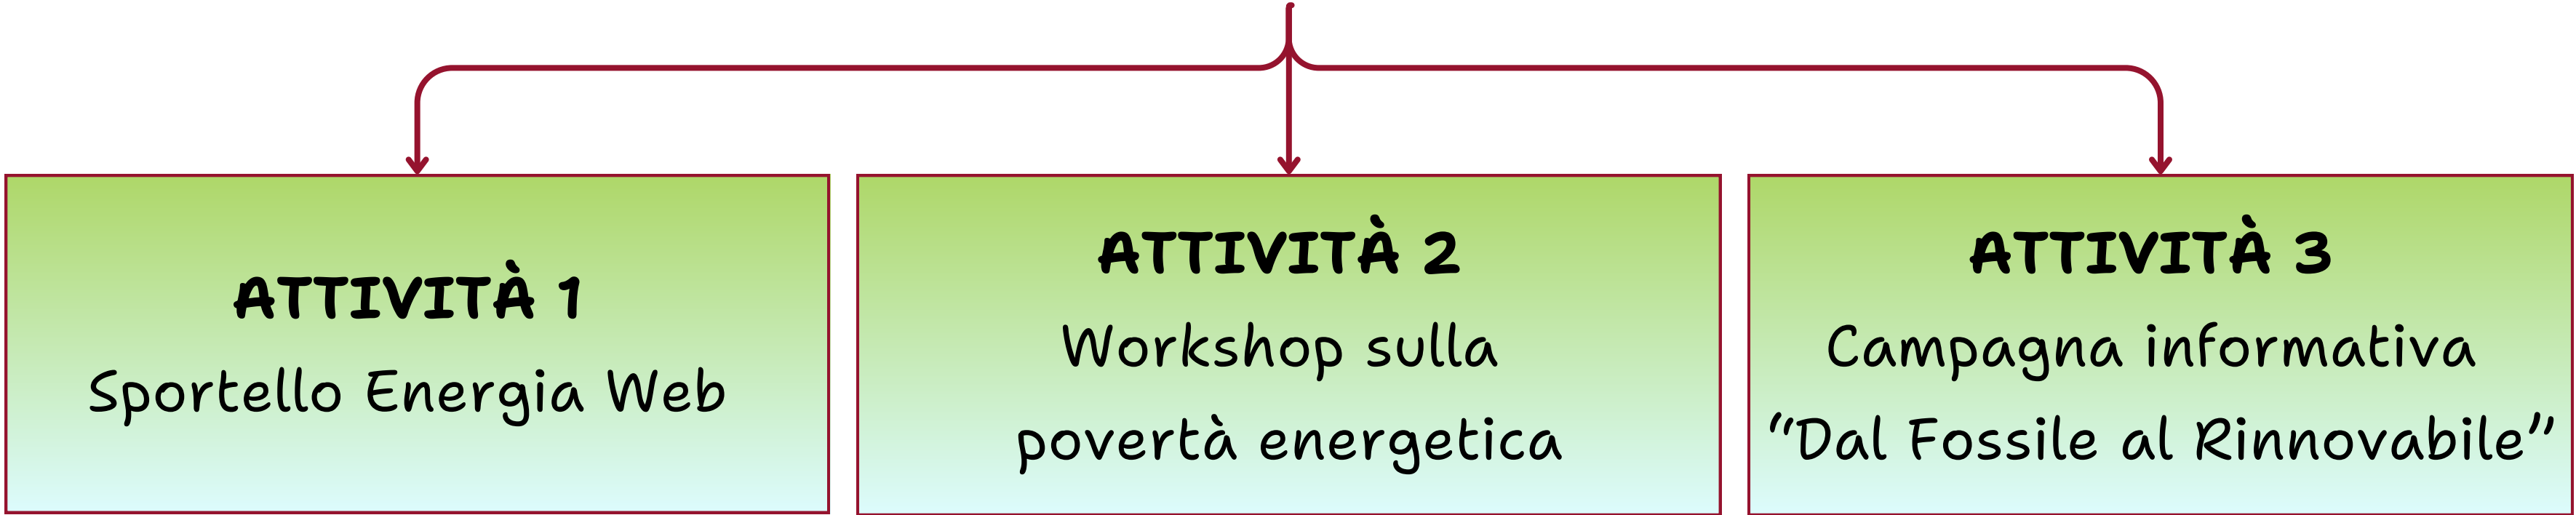 ATTIVITÀ 1
Sportello Energia Web
ATTIVITÀ 2
Workshop sulla
povertà energetica
ATTIVITÀ 3
Campagna informativa
“Dal Fossile al Rinnovabile”